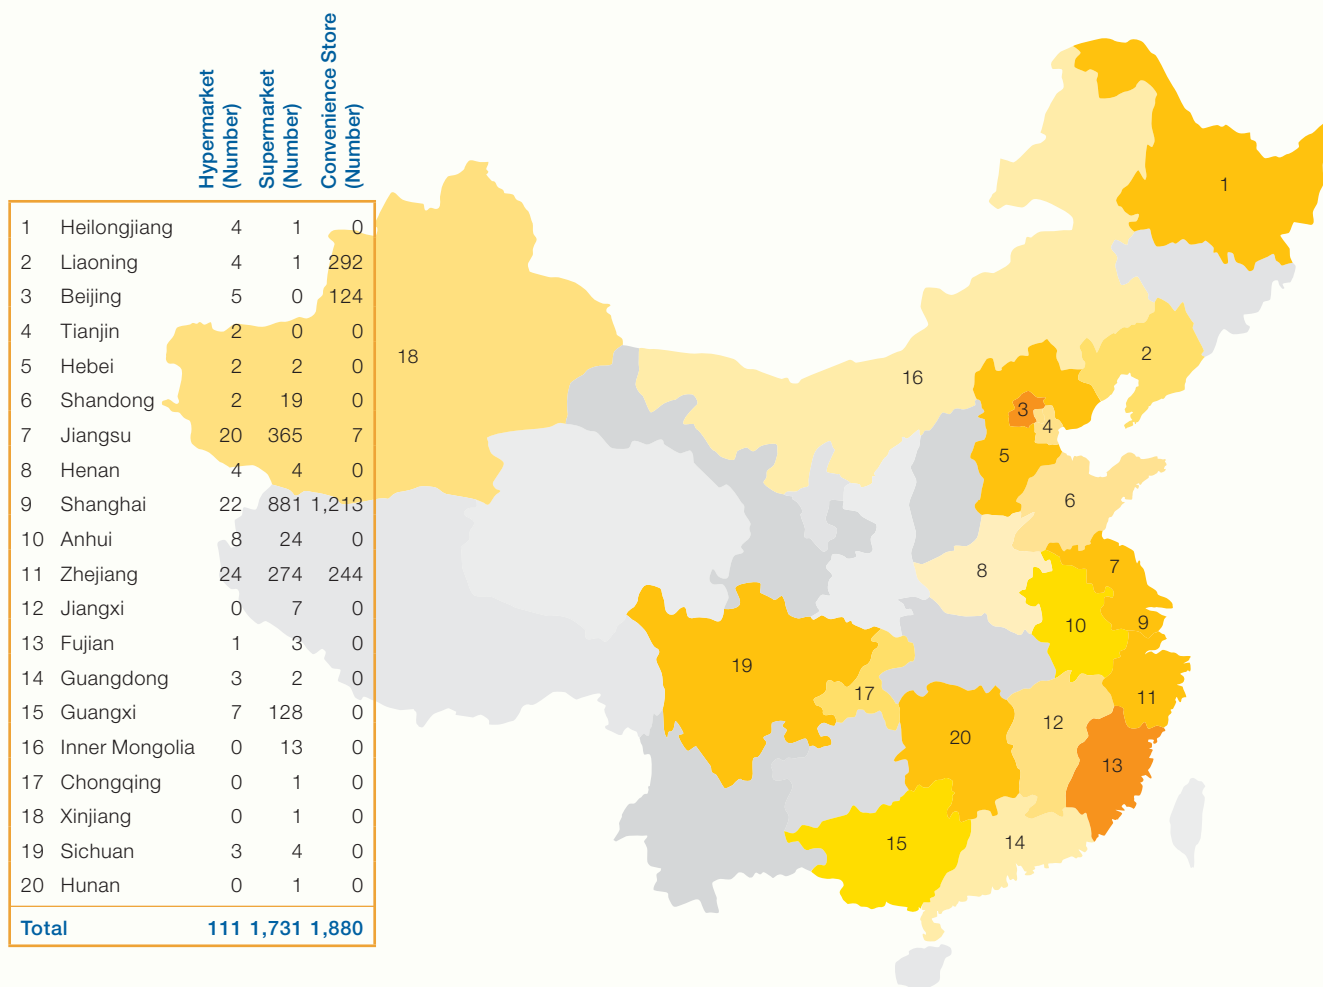 Hypermarket
(Number)
Supermarket
(Number)
Convenience Store
(Number)
1 Heilongjiang 4 1 0
2 Liaoning 4 1 292
3 Beijing 5 0 124
4 Tianjin 2 0 0
5 Hebei 2 2 0
6 Shandong 2 19 0
7 Jiangsu 20 365 7
8 Henan 4 4 0
9 Shanghai 22 881 1,213
10 Anhui 8 24 0
11 Zhejiang 24 274 244
12 Jiangxi 0 7 0
13 Fujian 1 3 0
14 Guangdong 3 2 0
15 Guangxi 7 128 0
16 Inner Mongolia 0 13 0
17 Chongqing 0 1 0
18 Xinjiang 0 1 0
19 Sichuan 3 4 0
20 Hunan 0 1 0
Total 111 1,731 1,880
1
2
18
16
3
4
5
6
7
8
9
10
19
17
11
12
20
13
14
15